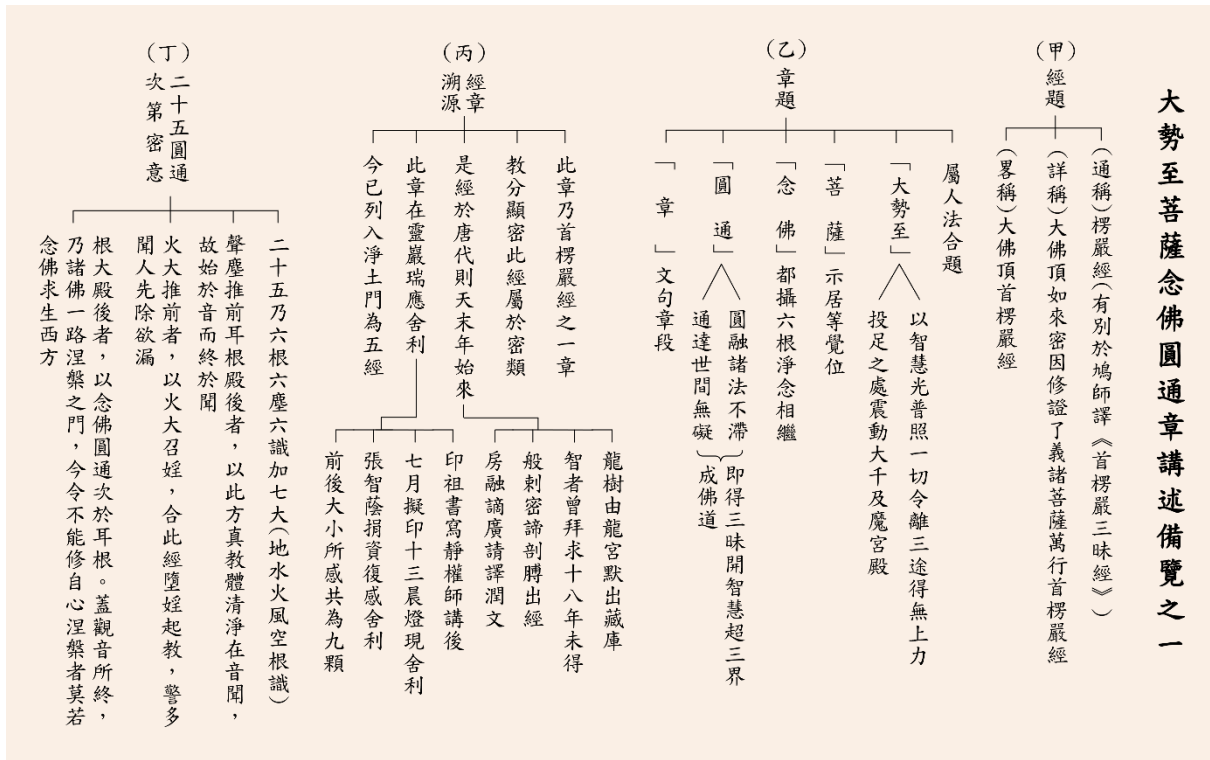 大勢至菩薩念佛圓通章講述備覽之一
（甲）
經題
（通稱）楞嚴經（有別於鳩師譯《首楞嚴三昧經》）
（詳稱）大佛頂如來密因修證了義諸菩薩萬行首楞嚴經
（畧稱）大佛頂首楞嚴經
（乙）
章題
屬人法合題
「大勢至」
以智慧光普照一切令離三途得無上力
投足之處震動大千及魔宮殿
「菩薩」示居等覺位
「念佛」都攝六根淨念相繼
「圓通」
圓融諸法不滯
通達世間無礙
即得三昧開智慧超三界
成佛道
「章」文句章段
（丙）
經章
溯源
此章乃首楞嚴經之一章
教分顯密此經屬於密類
是經於唐代則天末年始來
龍樹由龍宮默出藏庫
智者曾拜求十八年未得
般剌密諦剖膊出經
房融謫廣請譯潤文
此章在靈巖瑞應舍利
印祖書寫靜權師講後
七月擬印十三晨燈現舍利
張智蔭捐資復感舍利
前後大小所感共為九顆
今已列入淨土門為五經
（丁）
二十五圓通
次第密意
二十五乃六根六塵六識加七大（地水火風空根識）
聲塵推前耳根殿後者，以此方真教體清淨在音聞，
故始於音而終於聞
火大推前者，以火大召婬，合此經墮婬起教，警多
聞人先除欲漏
根大殿後者，以念佛圓通次於耳根。蓋觀音所終，
乃諸佛一路涅槃之門，今令不能修自心涅槃者莫若
念佛求生西方